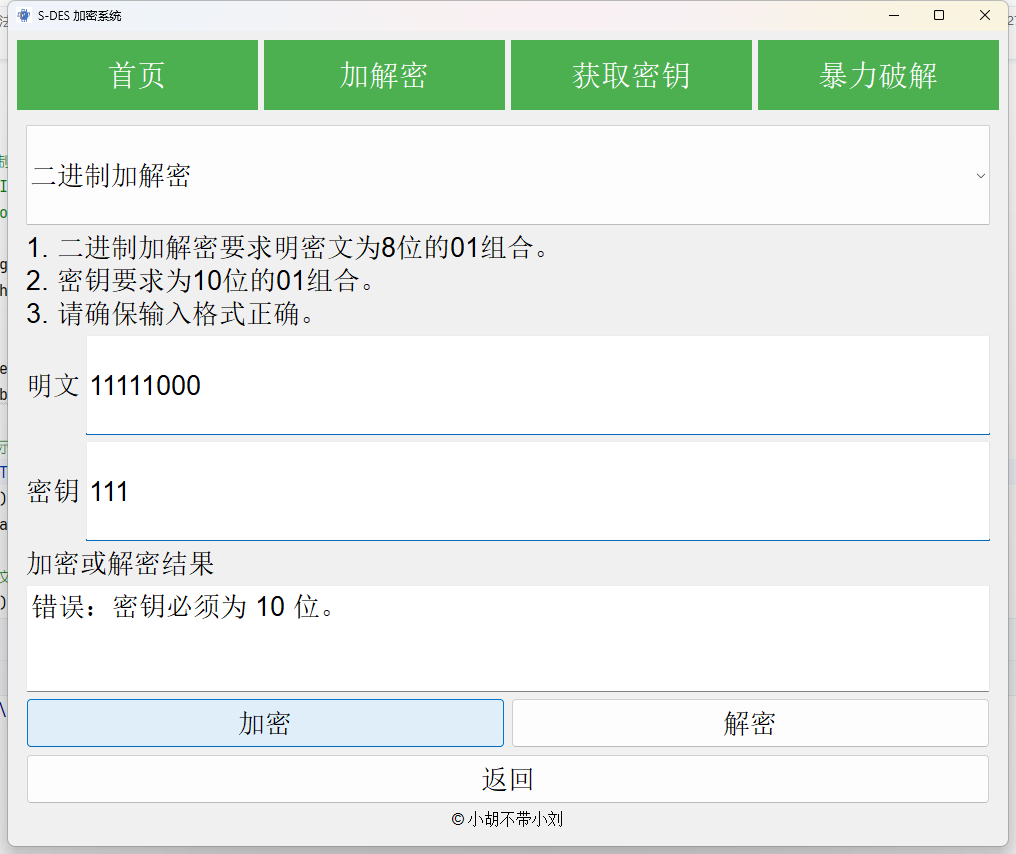 S-DES 加密系统
首页 加解密 获取密钥 暴力破解
二进制加解密
1. 二进制加解密要求明密文为8位的01组合。
2. 密钥要求为10位的01组合。
3. 请确保输入格式正确。
明文 11111000
密钥 111
加密或解密结果
错误：密钥必须为 10 位。
加密 解密
返回
© 小胡不带小刘